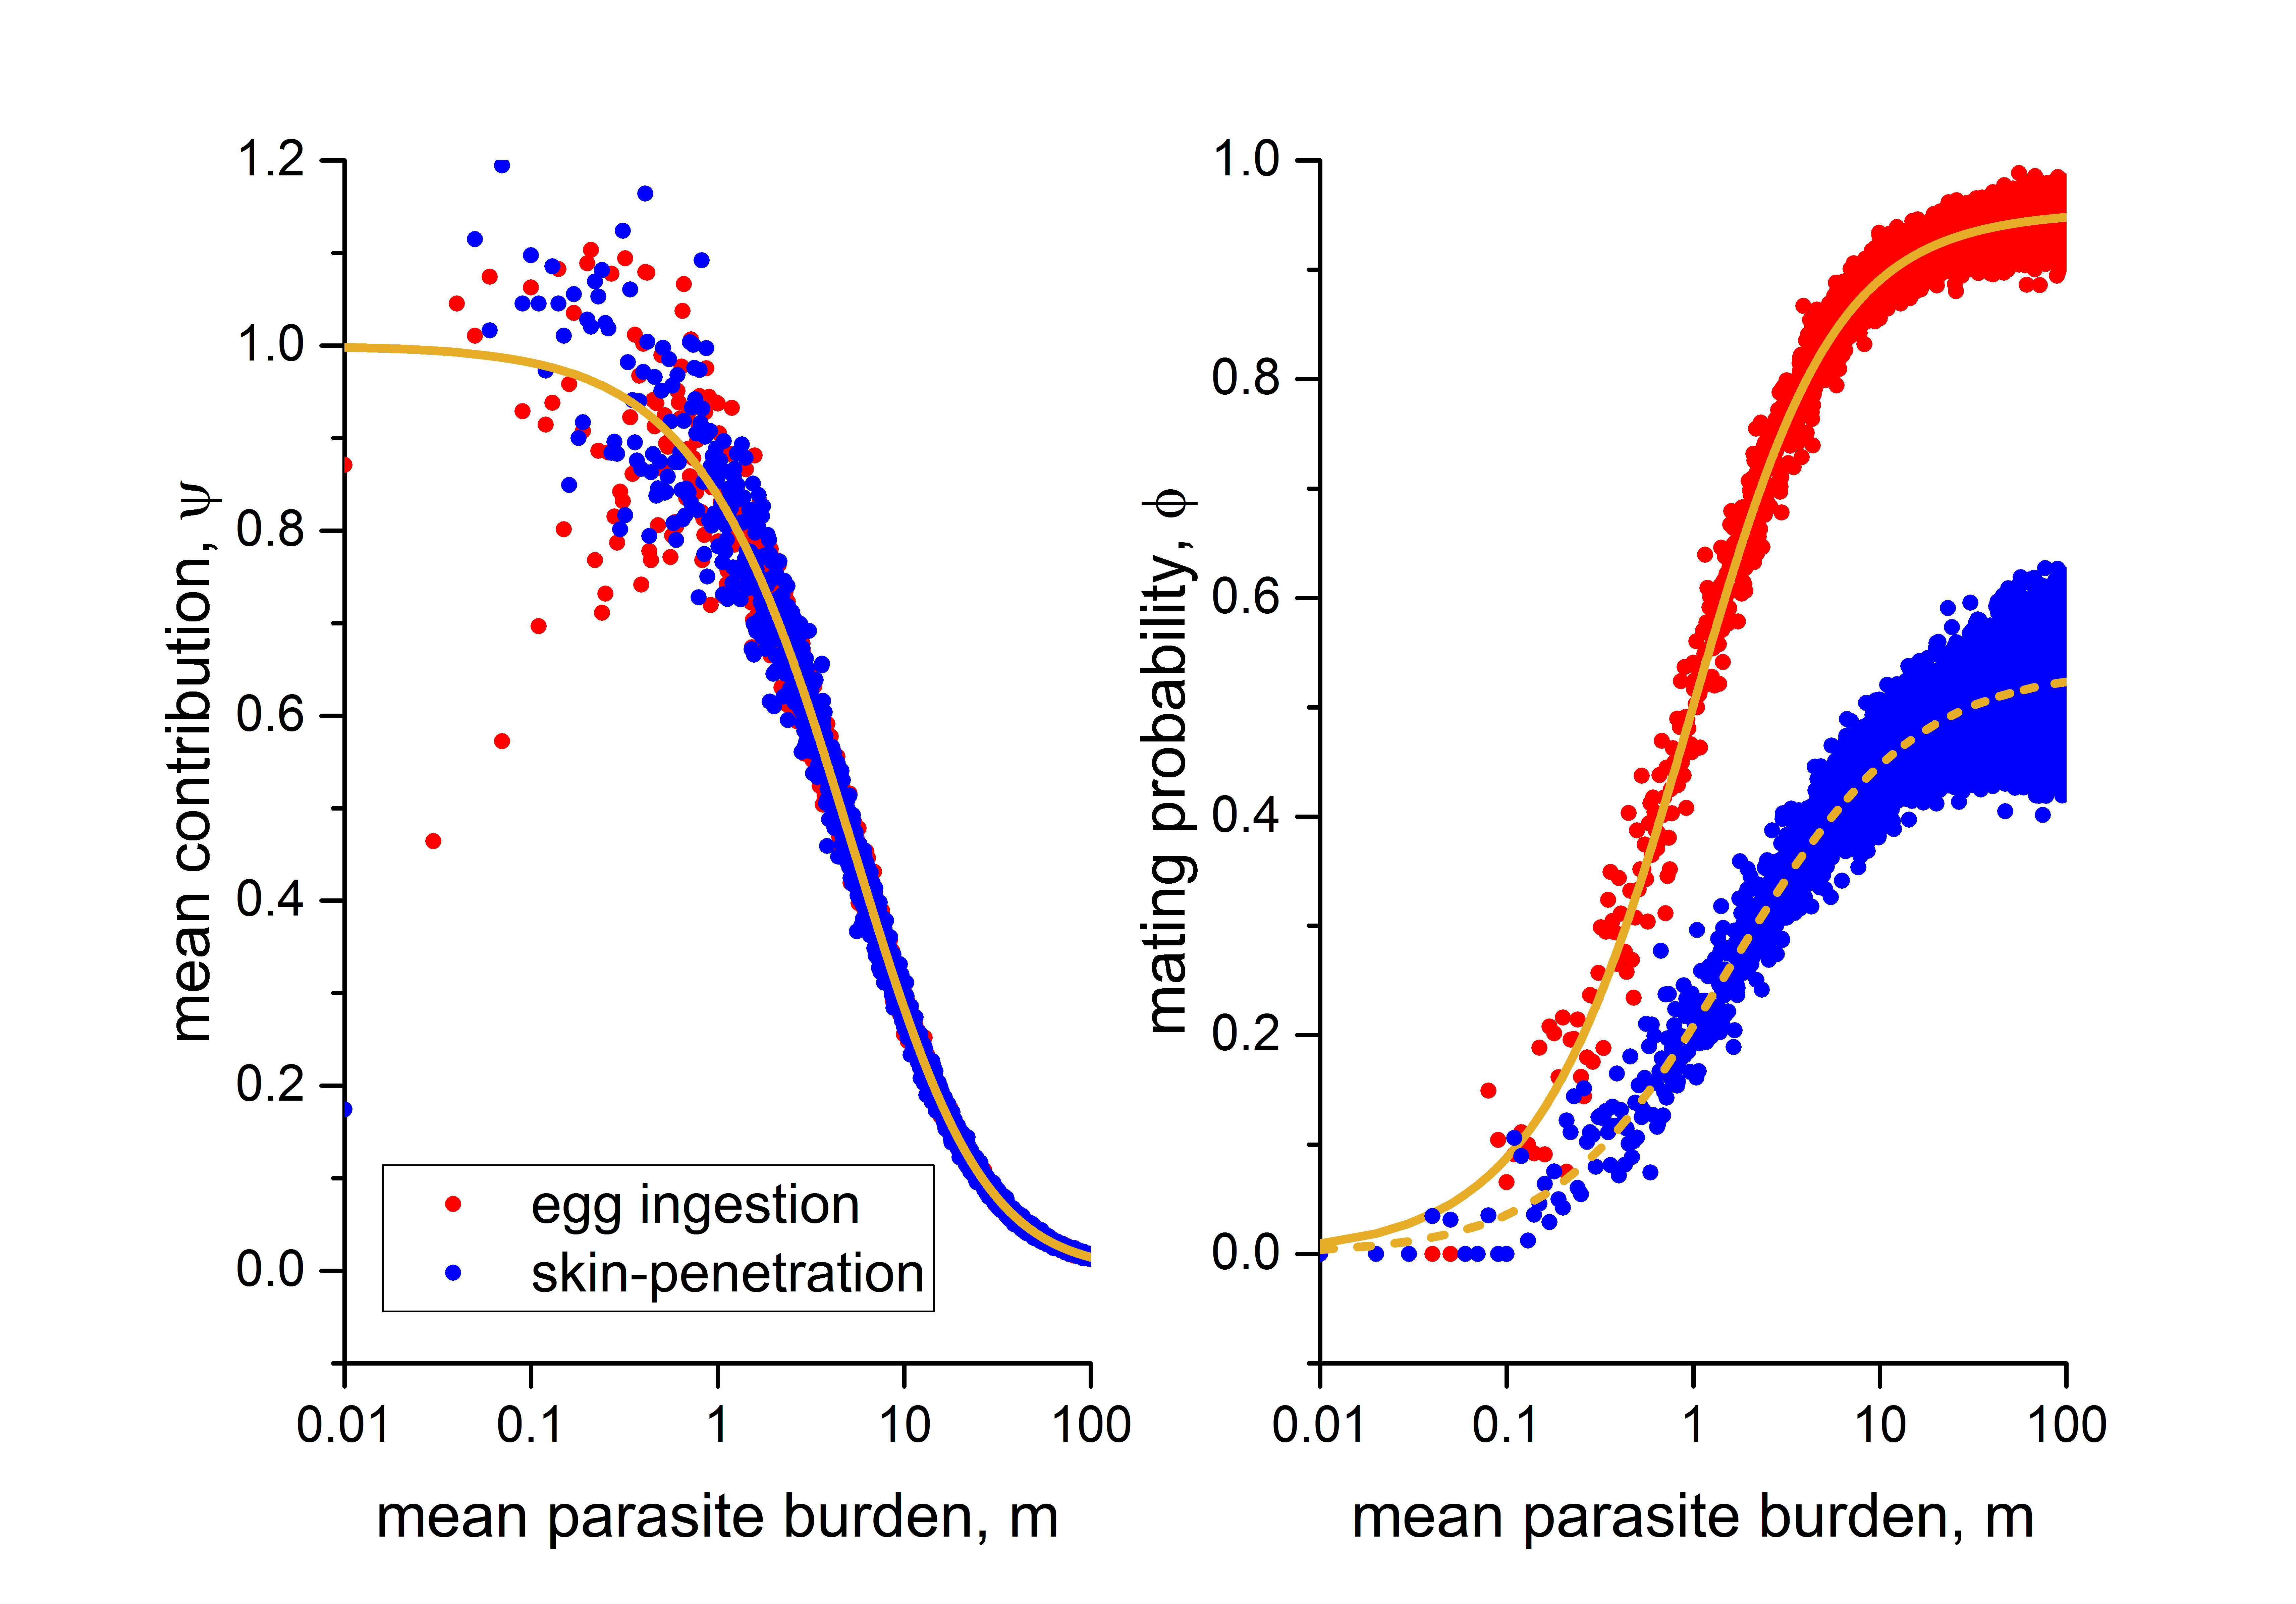 1.2
1.0
0.8
0.6
0.4
0.2
0.0
mean contribution, ψ
egg ingestion
skin-penetration
0.01 0.1 1 10 100
mean parasite burden, m
1.0
0.8
0.6
0.4
0.2
0.0
mating probability, ϕ
0.01 0.1 1 10 100
mean parasite burden, m